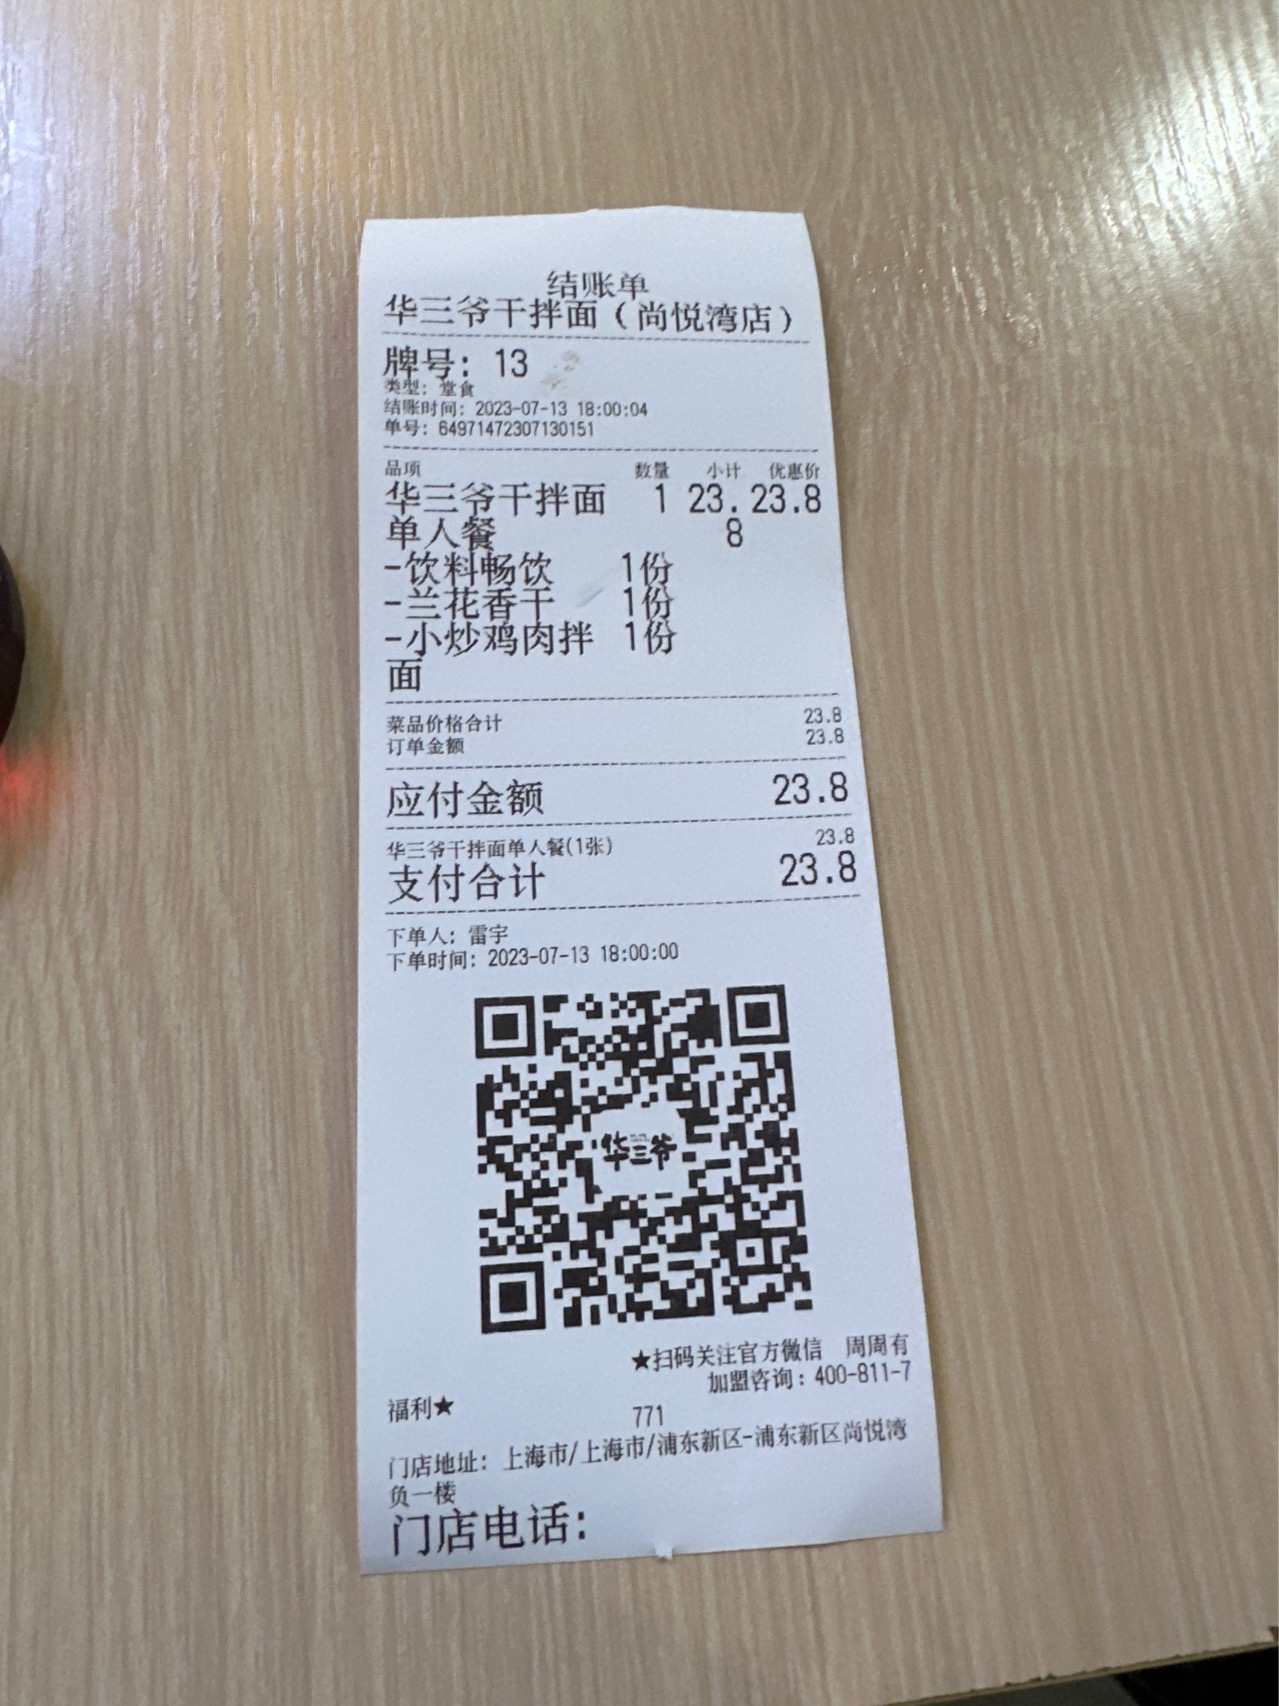 结账单
华三爷干拌面（尚悦湾店）
牌号：13
类型：堂食
结账时间：2023-07-13 18:00:04
单号：64971472307130151
品项 数量 小计 优惠价
华三爷干拌面 1 23. 23.8
单人餐 8
-饮料畅饮 1份
-兰花香干 1份
-小炒鸡肉拌 1份
面
菜品价格合计 23.8
订单金额 23.8
应付金额 23.8
华三爷干拌面单人餐(1张) 23.8
支付合计 23.8
下单人：雷宇
下单时间：2023-07-13 18:00:00
华三爷
★扫码关注官方微信 周周有
福利★ 加盟咨询：400-811-7
771
门店地址：上海市/上海市/浦东新区-浦东新区尚悦湾
负一楼
门店电话：